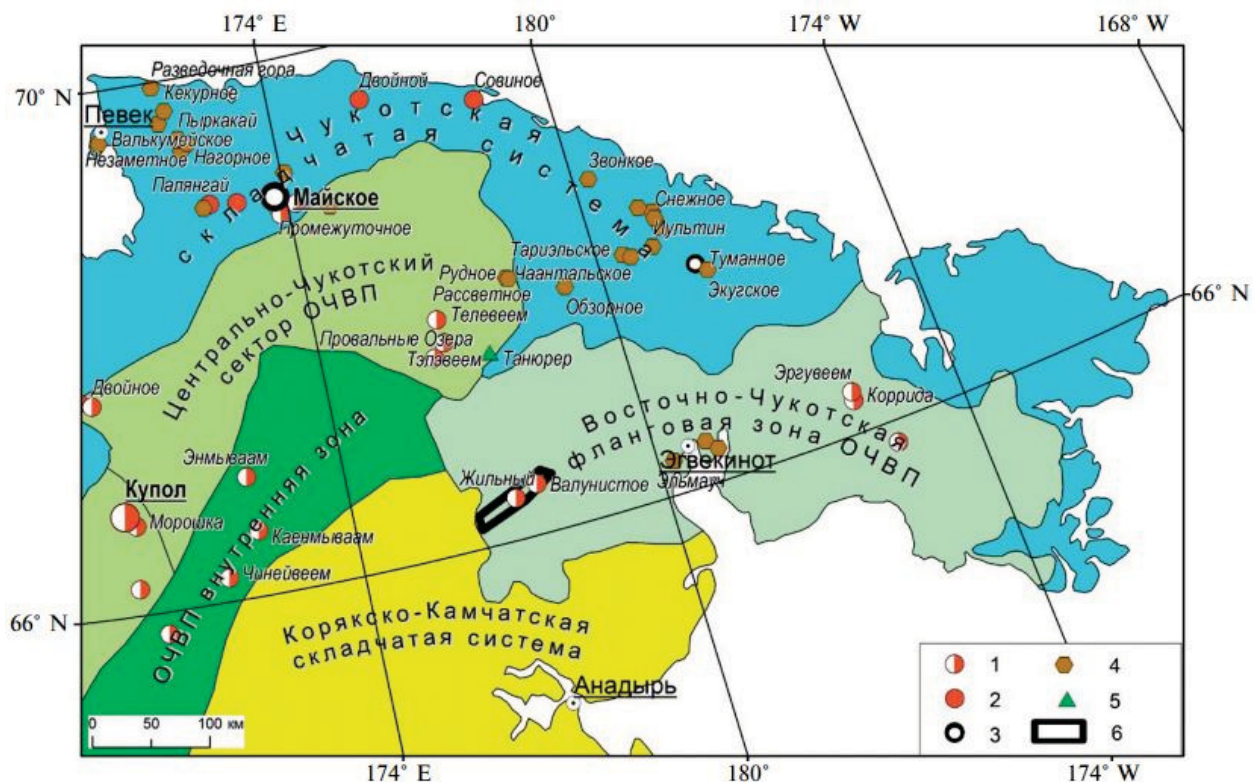 174° E
180°
174° W
168° W
70° N
Разведочная гора
Кекурное
Двойной
Совиное
Певек
Пыркакай
Валькумейское
Незаметное
Нагорное
Чукотская
складчатая система
Звонкое
Палянгай
Майское
Снежное
Промежуточное
Иультин
Тариэльское
Туманное
Рудное
Чаантальское
Экугское
Рассветное
Обзорное
Телевеем
66° N
Центрально-Чукотский
сектор ОЧВП
Провальные Озера
Тэлэвеем
Танюрер
Двойное
Эргувеем
Коррида
Восточно-Чукотская
фланговая зона ОЧВП
Энмываам
Эгвекинот
Эльмауч
Жильный
Валунистое
Купол
Морошка
Каенмываам
Чинейвеем
ОЧВП внутренняя зона
66° N
Корякско-Камчатская
складчатая система
Анадырь
1
4
2
5
3
6
0
50
100 км
174° E
180°
174° W